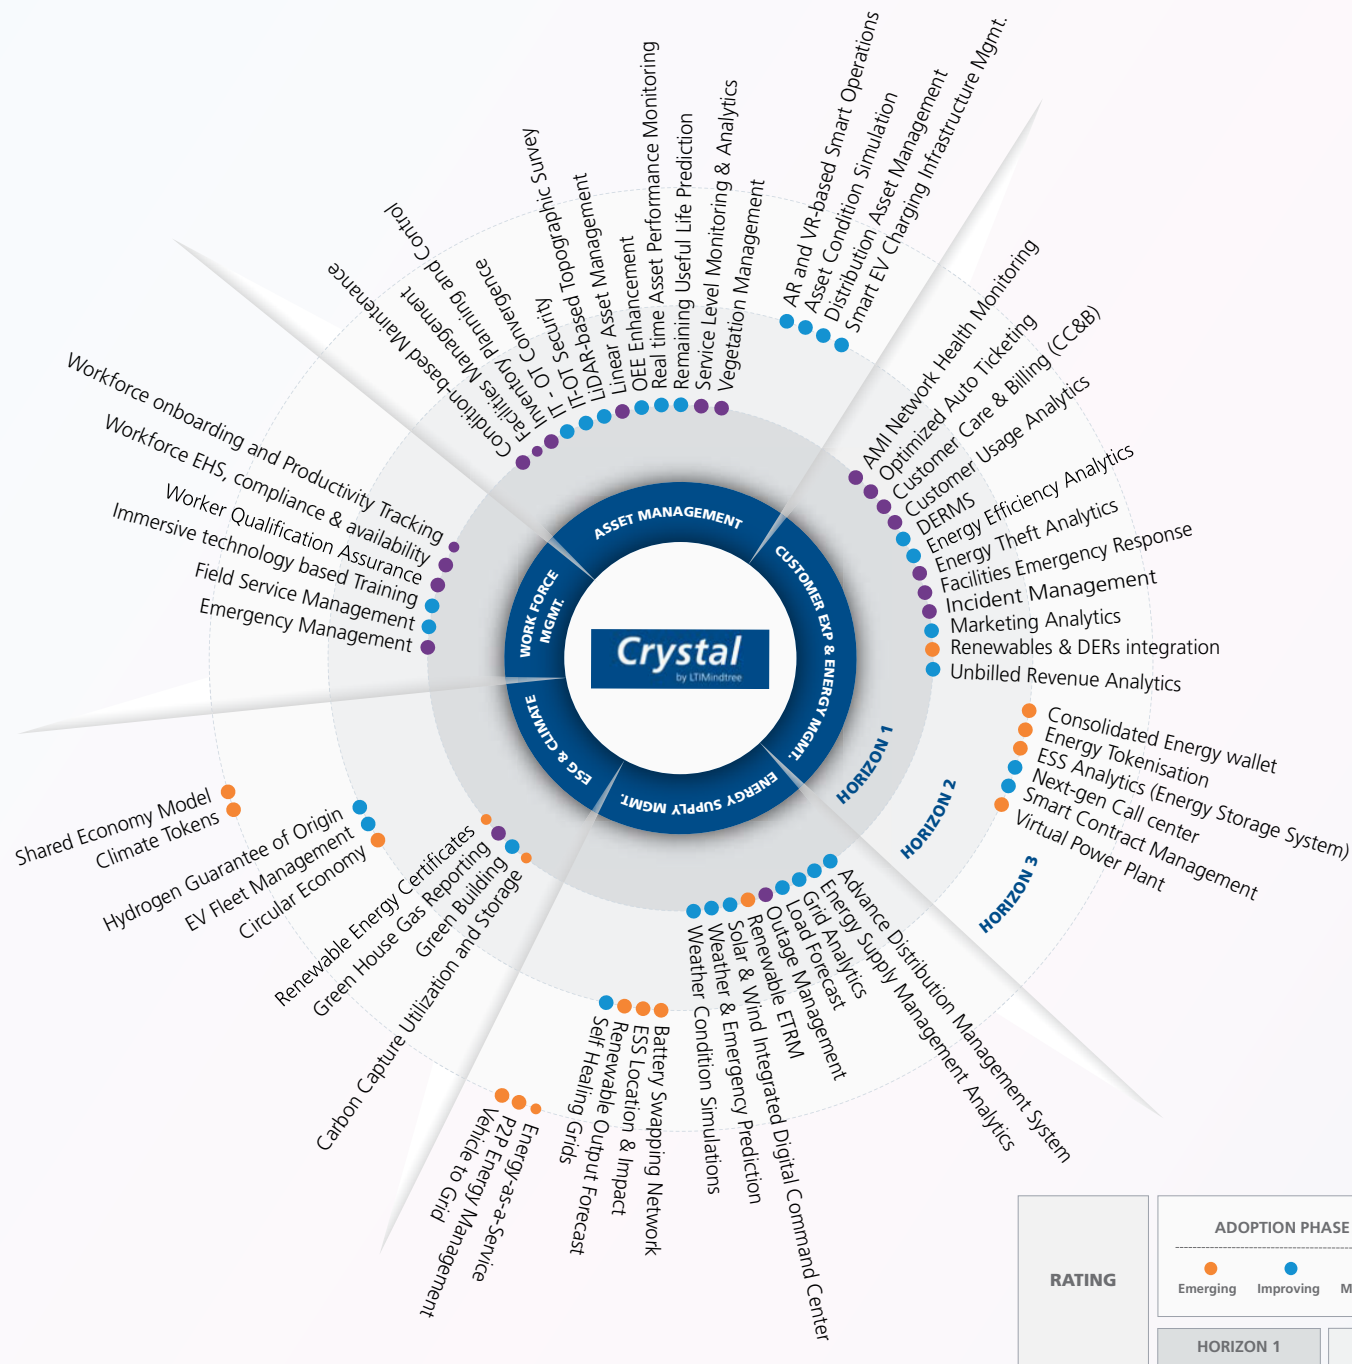 Condition-based Maintenance
Facilities Management
Inventory Planning and Control
IT - OT Convergence
IT-OT Security
LiDAR-based Topographic Survey
Linear Asset Management
OEE Enhancement
Real time Asset Performance Monitoring
Remaining Useful Life Prediction
Service Level Monitoring & Analytics
Vegetation Management
AR and VR-based Smart Operations
Asset Condition Simulation
Distribution Asset Management
Smart EV Charging Infrastructure Mgmt.
AMI Network Health Monitoring
Optimized Auto Ticketing
Customer Care & Billing (CC&B)
Customer Usage Analytics
DERMS
Energy Efficiency Analytics
Energy Theft Analytics
Facilities Emergency Response
Incident Management
Marketing Analytics
Renewables & DERs integration
Unbilled Revenue Analytics
Consolidated Energy wallet
Energy Tokenisation
ESS Analytics (Energy Storage System)
Next-gen Call center
Smart Contract Management
Virtual Power Plant
Workforce onboarding and Productivity Tracking
Workforce EHS, compliance & availability
Worker Qualification Assurance
Immersive technology based Training
Field Service Management
Emergency Management
ASSET MANAGEMENT
CUSTOMER EXP & ENERGY MGMT.
ENERGY SUPPLY MGMT.
ESG & CLIMATE
WORK FORCE
MGMT.
Crystal
by LTIMindtree
HORIZON 1
HORIZON 2
HORIZON 3
Shared Economy Model
Climate Tokens
Hydrogen Guarantee of Origin
EV Fleet Management
Circular Economy
Renewable Energy Certificates
Green House Gas Reporting
Green Building
Carbon Capture Utilization and Storage
Vehicle to Grid
P2P Energy Management
Energy-as-a-Service
Self Healing Grids
Renewable Output Forecast
ESS Location & Impact
Battery Swapping Network
Weather Condition Simulations
Weather & Emergency Prediction
Solar & Wind Integrated Digital Command Center
Renewable ETRM
Outage Management
Load Forecast
Grid Analytics
Energy Supply Management Analytics
Advance Distribution Management System
RATING
ADOPTION PHASE
Emerging
Improving
M
HORIZON 1